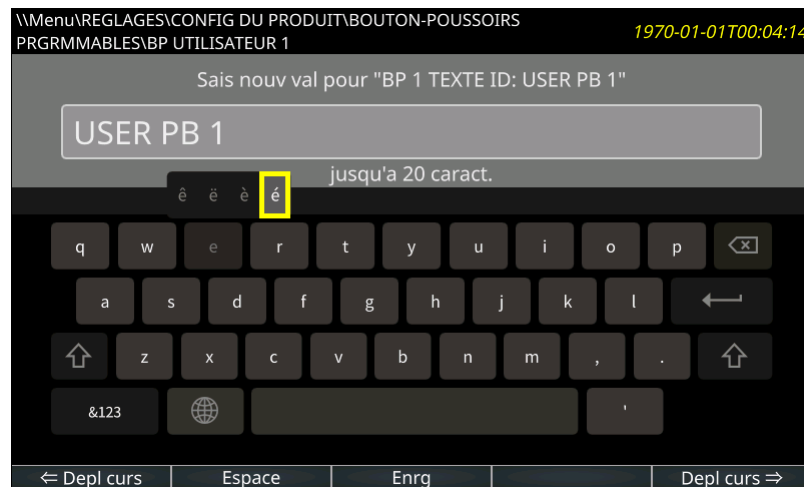 \\Menu\REGLAGES\CONFIG DU PRODUIT\BOUTON-POUSSOIRS
PRGRMMABLES\BP UTILISATEUR 1
1970-01-01T00:04:14
Sais nouv val pour "BP 1 TEXTE ID: USER PB 1"
USER PB 1
jusqu'a 20 caract.
ê ë è é
q w e r t y u i o p
a s d f g h j k l
z x c v b n m , .
&123 '
⇐ Depl curs Espace Enrg Depl curs ⇒